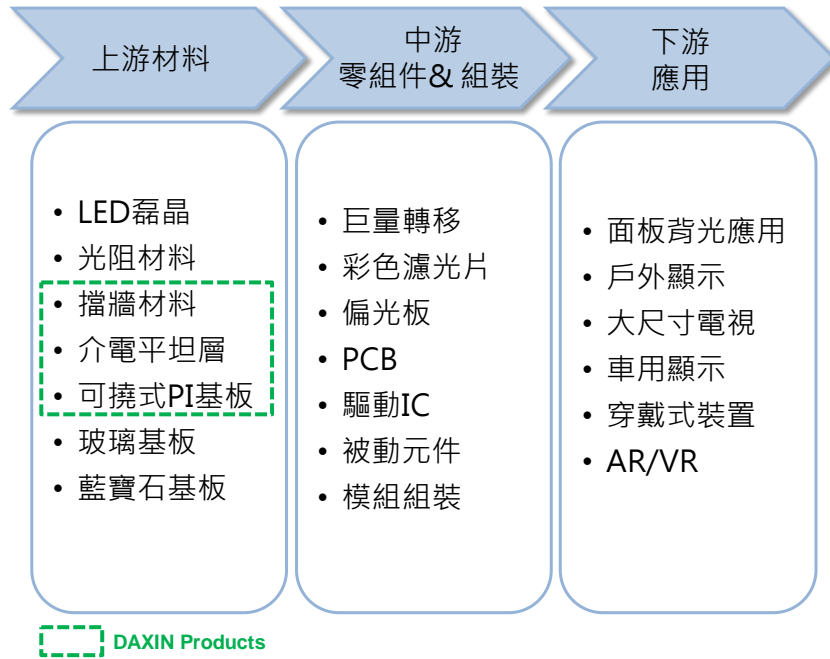 上游材料
中游
零組件& 組裝
下游
應用
• LED磊晶
• 光阻材料
• 擋牆材料
• 介電平坦層
• 可撓式PI基板
• 玻璃基板
• 藍寶石基板
• 巨量轉移
• 彩色濾光片
• 偏光板
• PCB
• 驅動IC
• 被動元件
• 模組組裝
• 面板背光應用
• 戶外顯示
• 大尺寸電視
• 車用顯示
• 穿戴式裝置
• AR/VR
DAXIN Products